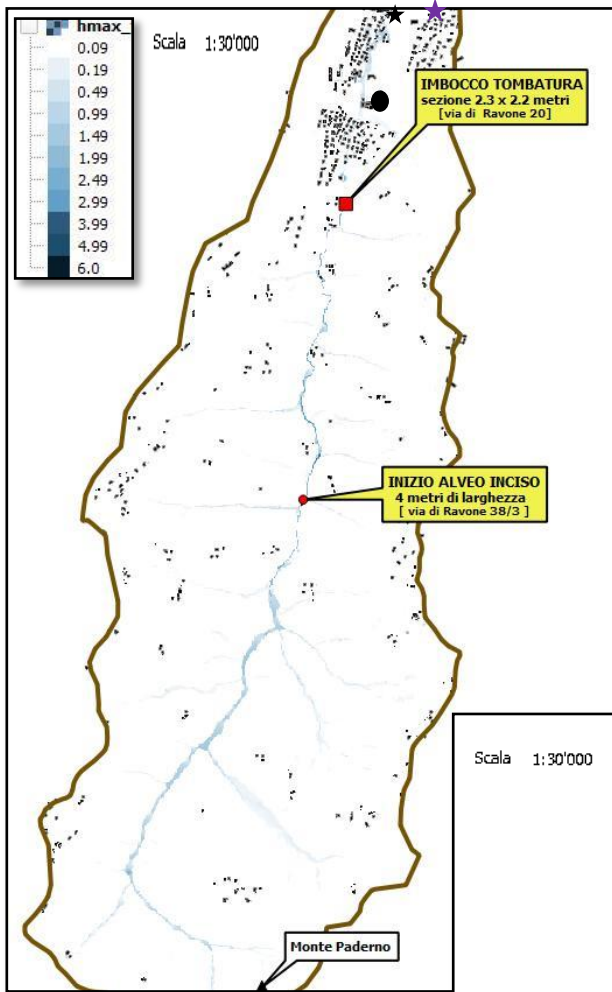 hmax_
0.09
0.19
0.49
0.99
1.49
1.99
2.49
2.99
3.99
4.99
6.0
Scala 1:30'000
IMBOCCO TOMBATURA
sezione 2.3 x 2.2 metri
[via di Ravone 20]
INIZIO ALVEO INCISO
4 metri di larghezza
[ via di Ravone 38/3 ]
Scala 1:30'000
Monte Paderno